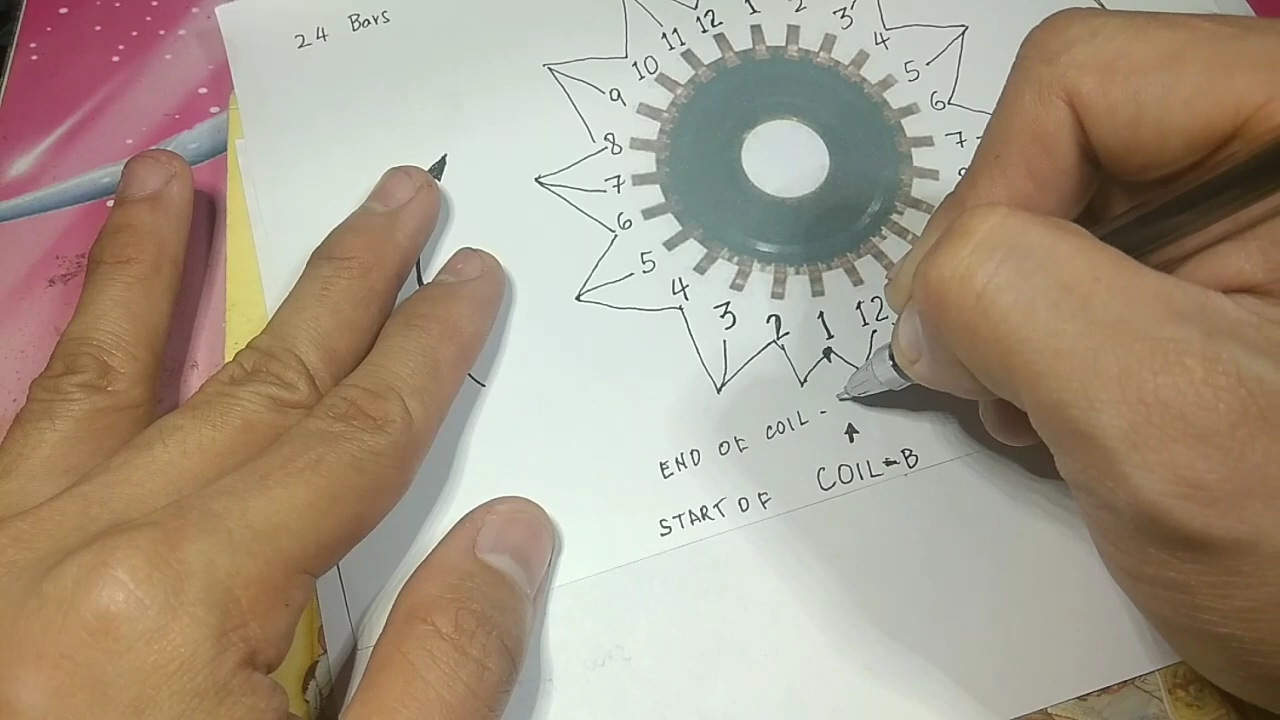 24 Bars
11 12 1 2 3 4
10 5
9 6
8 7
7
6
5
4 3 2 1 12
END OF COIL -
START OF COIL-B